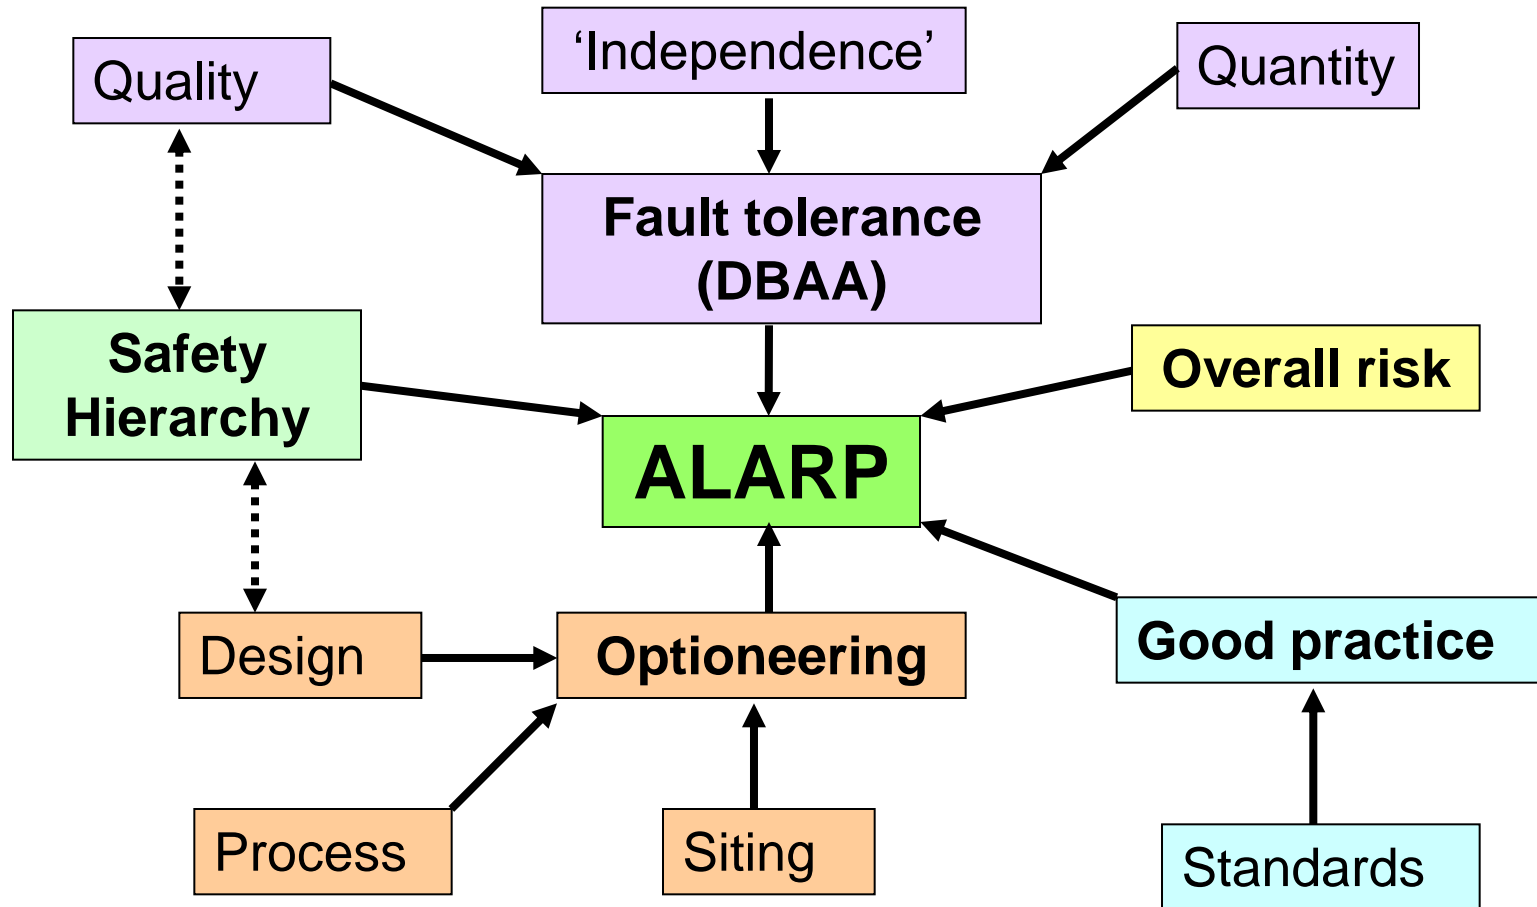 Quality
‘Independence’
Quantity
Fault tolerance
(DBAA)
Safety
Hierarchy
Overall risk
ALARP
Design
Optioneering
Good practice
Process
Siting
Standards